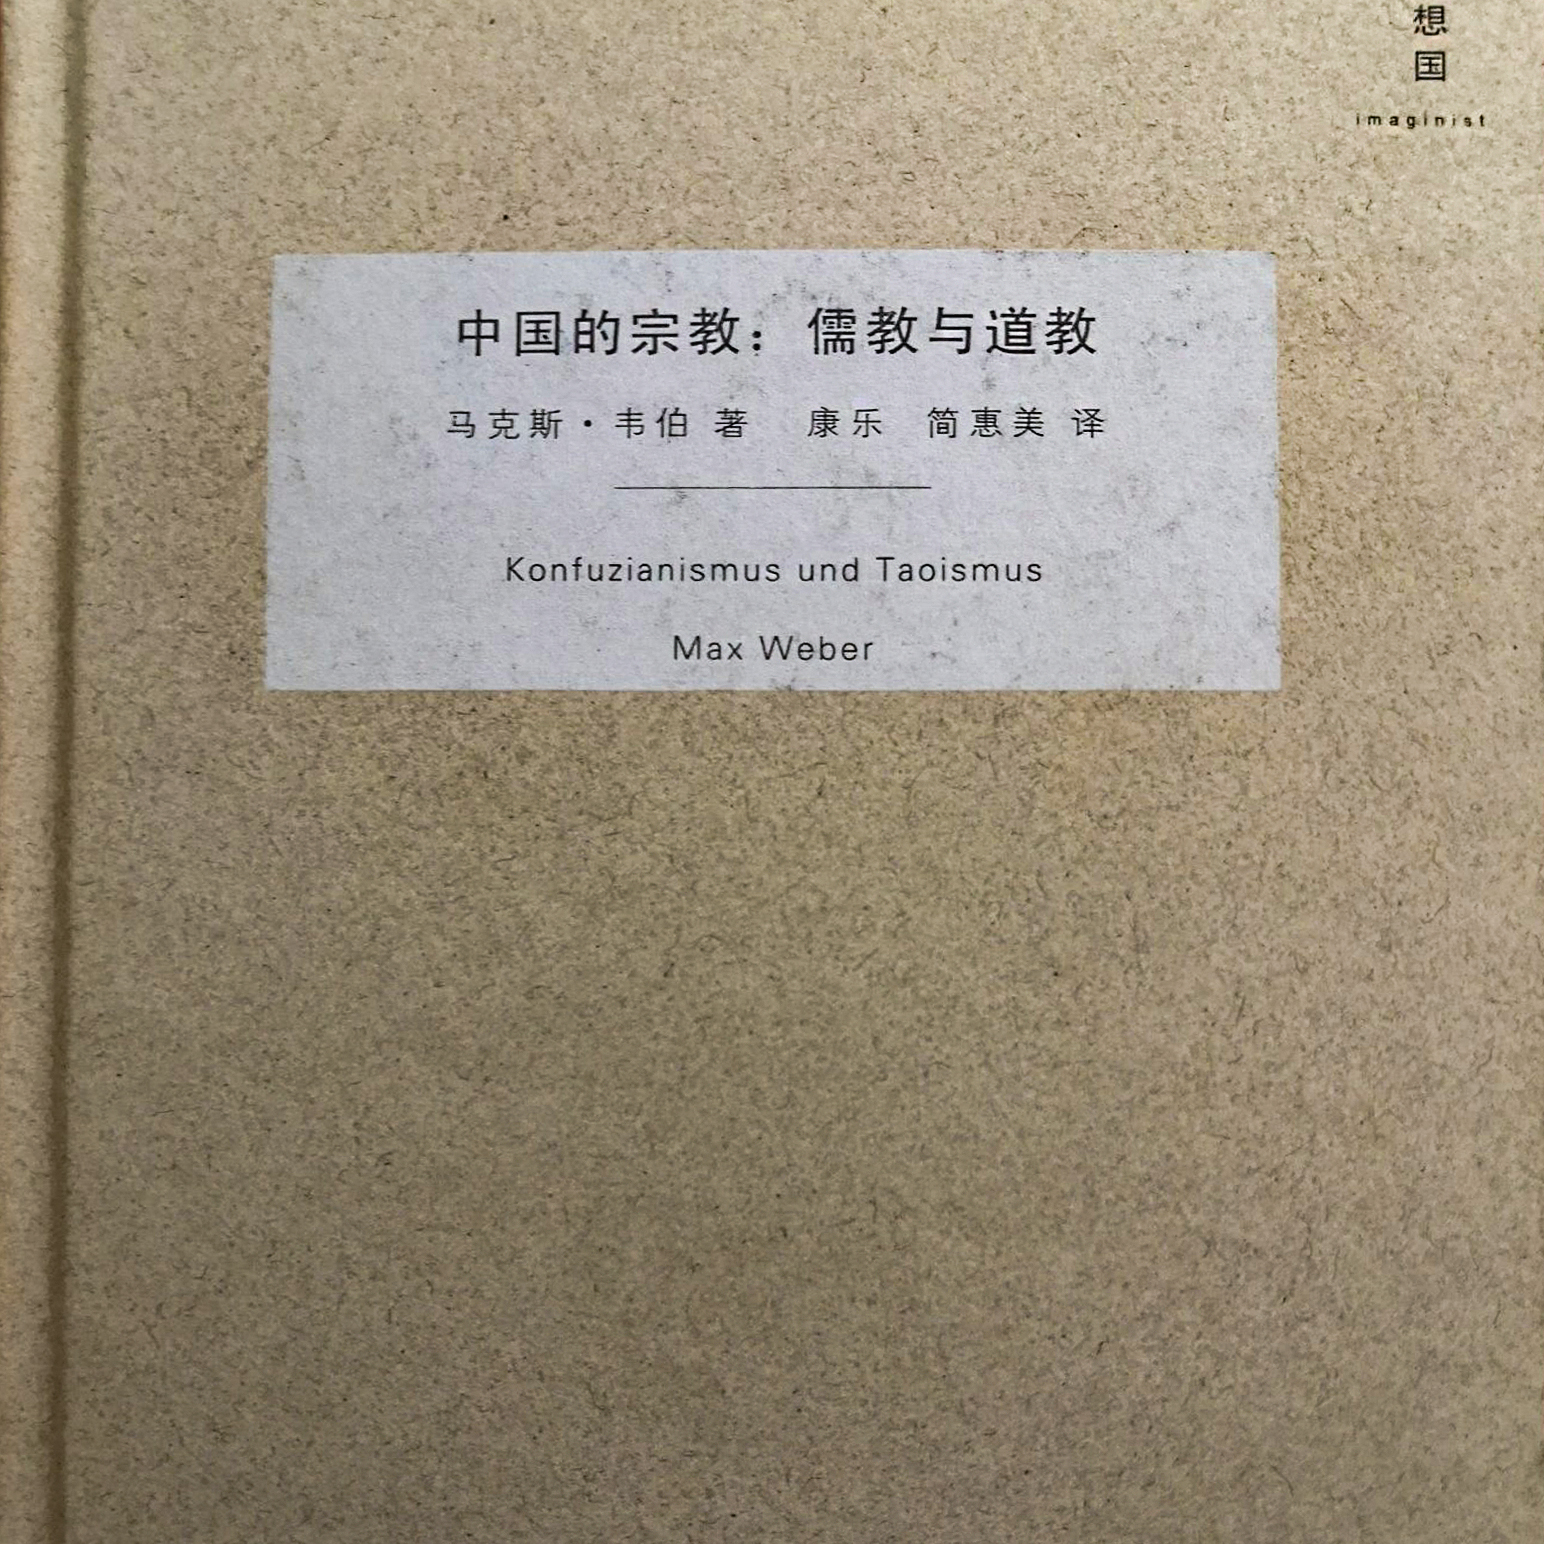 想
国
imaginist
中国的宗教：儒教与道教
马克斯·韦伯 著 康乐 简惠美 译
Konfuzianismus und Taoismus
Max Weber